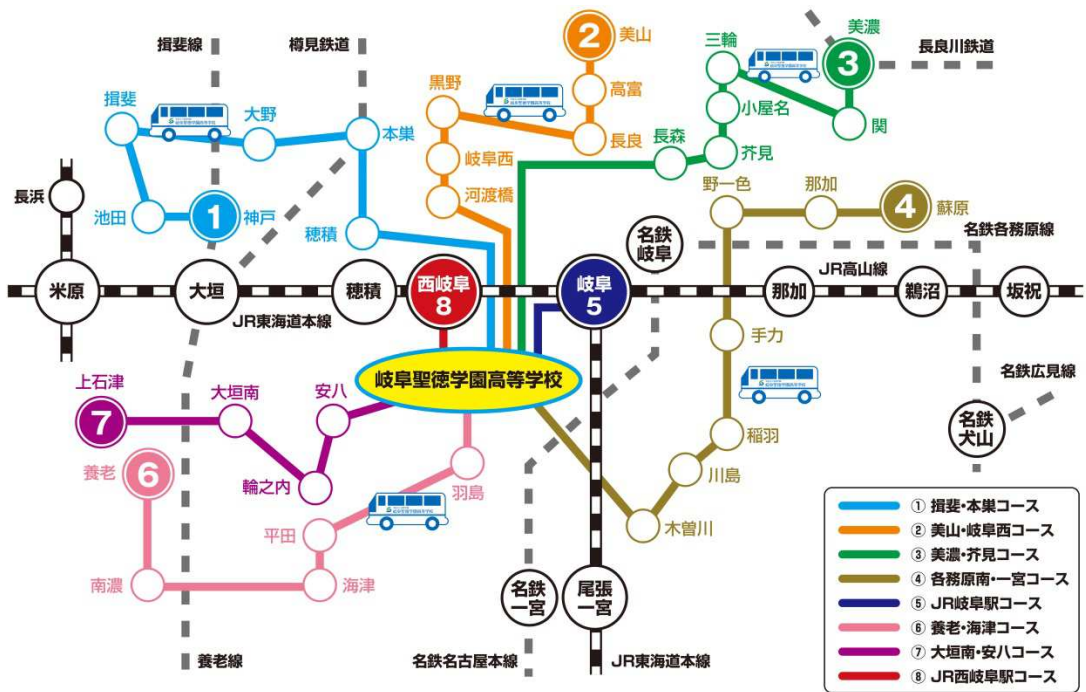 揖斐線
樽見鉄道
2
美山
三輪
美濃
3
長良川鉄道
揖斐
大野
本巣
黒野
高富
長良
小屋名
関
長森
芥見
岐阜西
河渡橋
長浜
池田
1
神戸
穂積
野一色
那加
4
蘇原
名鉄
岐阜
名鉄各務原線
JR高山線
米原
大垣
穂積
西岐阜
8
岐阜
5
那加
鵜沼
坂祝
JR東海道本線
手力
岐阜聖徳学園高等学校
名鉄広見線
上石津
7
大垣南
安八
輪之内
稲羽
名鉄
犬山
養老
6
羽島
川島
木曽川
平田
南濃
海津
名鉄
一宮
尾張
一宮
養老線
名鉄名古屋本線
JR東海道本線
① 揖斐・本巣コース
② 美山・岐阜西コース
③ 美濃・芥見コース
④ 各務原南・一宮コース
⑤ JR岐阜駅コース
⑥ 養老・海津コース
⑦ 大垣南・安八コース
⑧ JR西岐阜駅コース